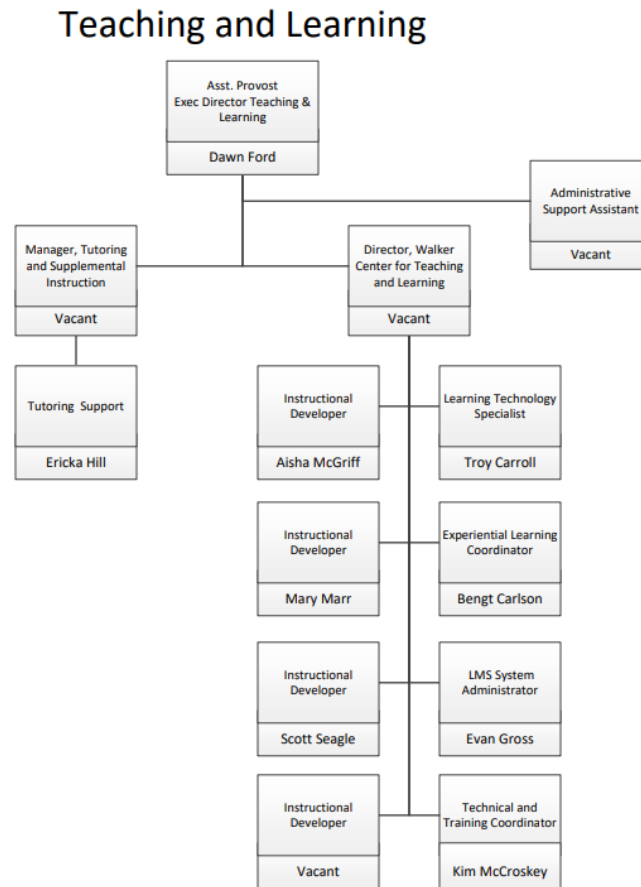 Teaching and Learning
Asst. Provost
Exec Director Teaching &
Learning
Dawn Ford
Administrative
Support Assistant
Vacant
Manager, Tutoring
and Supplemental
Instruction
Vacant
Director, Walker
Center for Teaching
and Learning
Vacant
Tutoring Support
Ericka Hill
Instructional
Developer
Aisha McGriff
Learning Technology
Specialist
Troy Carroll
Instructional
Developer
Mary Marr
Experiential Learning
Coordinator
Bengt Carlson
Instructional
Developer
Scott Seagle
LMS System
Administrator
Evan Gross
Instructional
Developer
Vacant
Technical and
Training Coordinator
Kim McCroskey